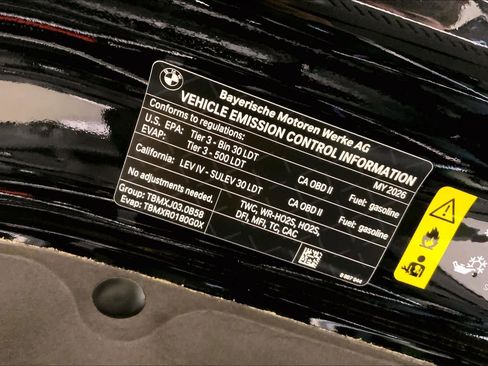 BMW
Bayerische Motoren Werke AG
VEHICLE EMISSION CONTROL INFORMATION
Conforms to regulations: MY 2026
U.S. EPA: Tier 3 - Bin 30 LDT CA OBD II Fuel: gasoline
EVAP: Tier 3 - 500 LDT
California: LEV IV - SULEV 30 LDT CA OBD II Fuel: gasoline
No adjustments needed. TWC, WR-HO2S, HO2S,
Group: TBMXJ03.0B58 DFI, MFI, TC, CAC
Evap: TBMXR0180G0X